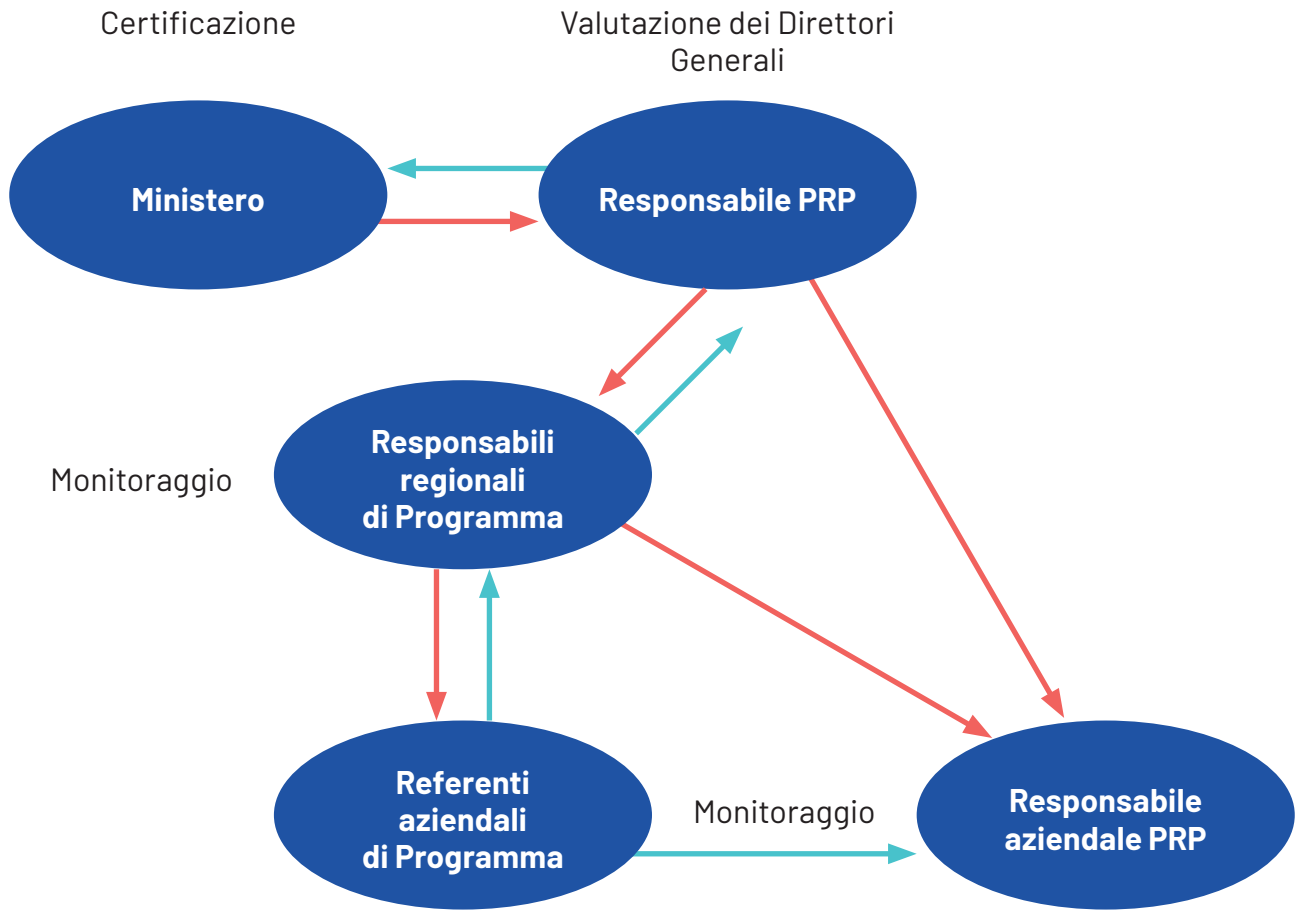 Certificazione
Valutazione dei Direttori
Generali
Ministero
Responsabile PRP
Responsabili
regionali
di Programma
Monitoraggio
Referenti
aziendali
di Programma
Monitoraggio
Responsabile
aziendale PRP